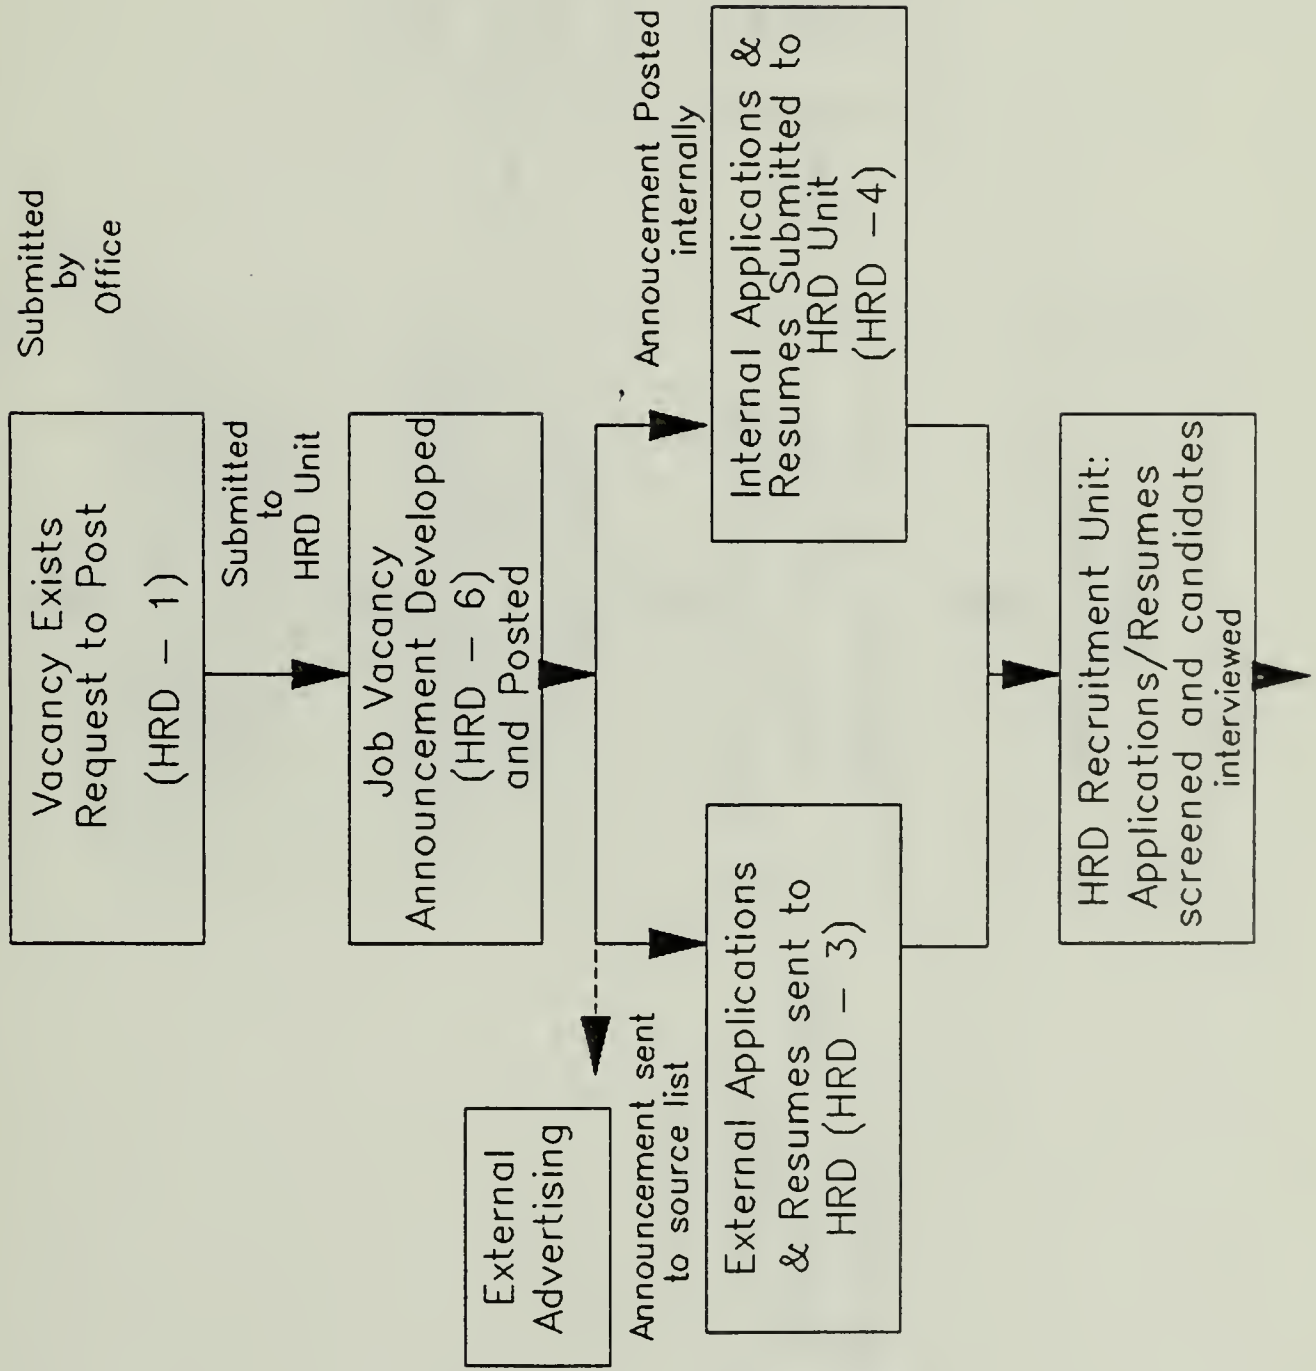 Vacancy Exists
Request to Post
(HRD - 1)
Submitted
by
Office
Submitted
to
HRD Unit
Job Vacancy
Announcement Developed
(HRD - 6)
and Posted
External
Advertising
Announcement sent
to source list
Annoucement Posted
internally
External Applications
& Resumes sent to
HRD (HRD - 3)
Internal Applications &
Resumes Submitted to
HRD Unit
(HRD -4)
HRD Recruitment Unit:
Applications/Resumes
screened and candidates
interviewed